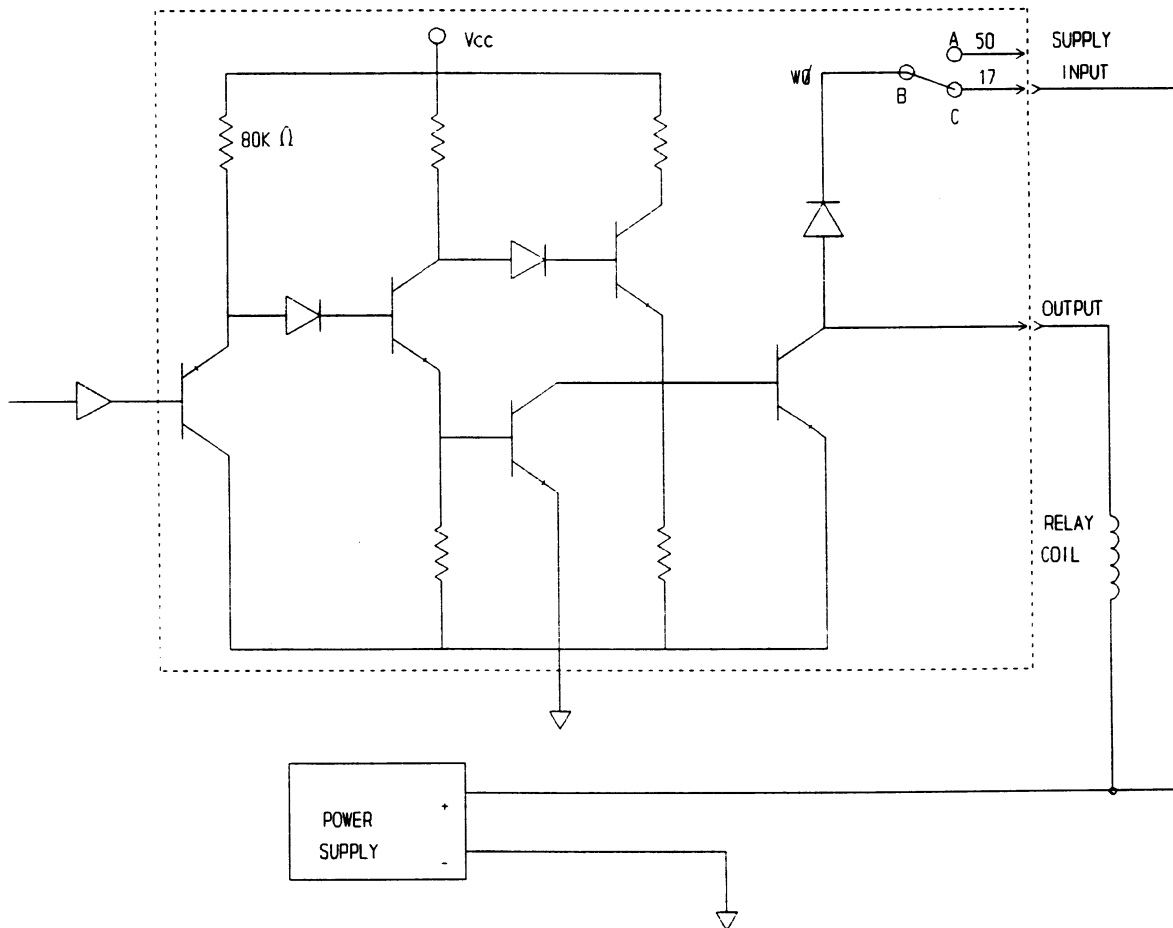 Vcc
A 50 SUPPLY
INPUT
WØ
17
B
C
80K Ω
OUTPUT
RELAY
COIL
POWER
SUPPLY
+
-